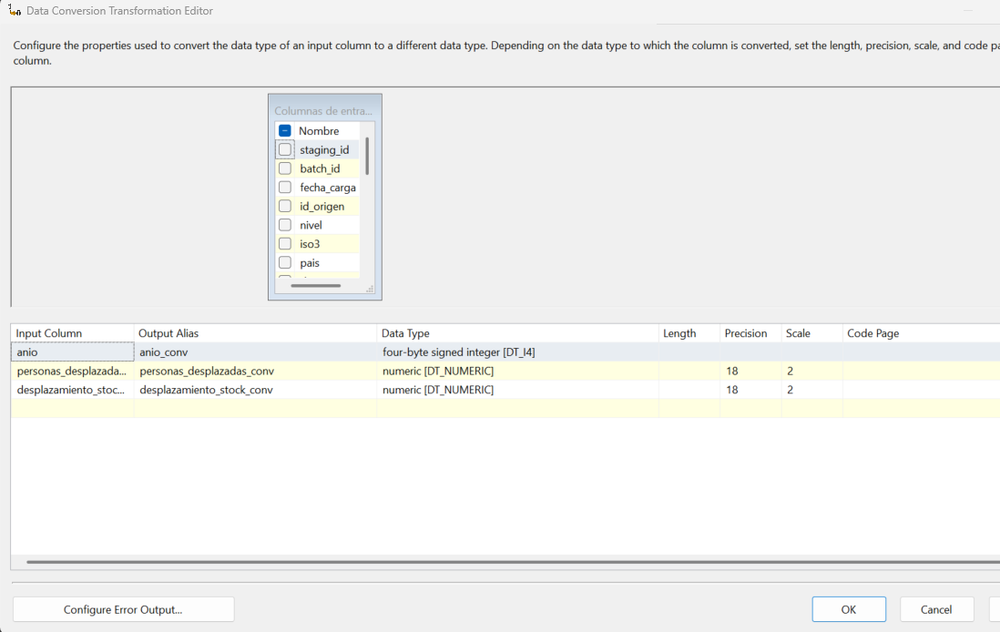 Data Conversion Transformation Editor
Configure the properties used to convert the data type of an input column to a different data type. Depending on the data type to which the column is converted, set the length, precision, scale, and code pa
column.
Columnas de entra...
Nombre
staging_id
batch_id
fecha_carga
id_origen
nivel
iso3
pais
Input Column Output Alias Data Type Length Precision Scale Code Page
anio anio_conv four-byte signed integer [DT_I4]
personas_desplazada... personas_desplazadas_conv numeric [DT_NUMERIC] 18 2
desplazamiento_stoc... desplazamiento_stock_conv numeric [DT_NUMERIC] 18 2
Configure Error Output... OK Cancel